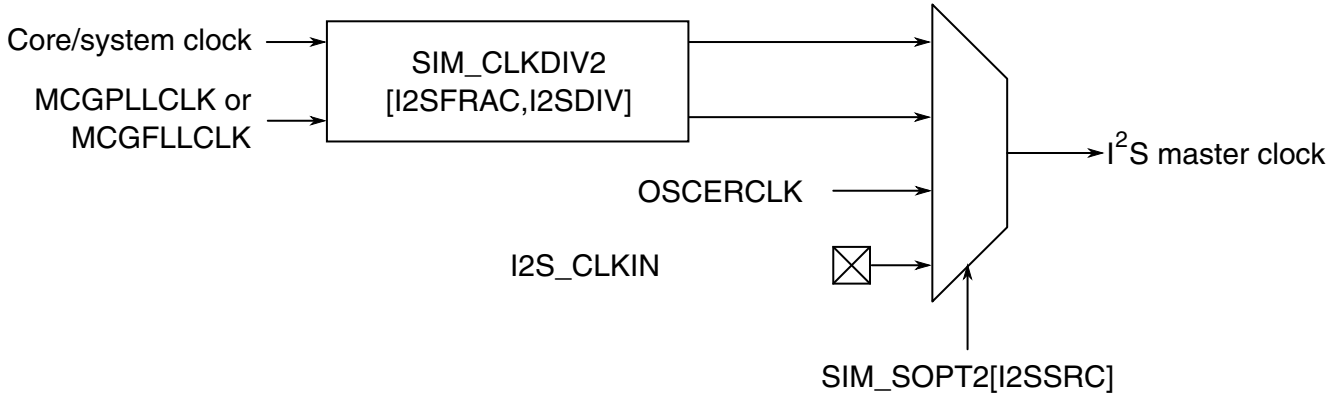 Core/system clock
SIM_CLKDIV2
[I2SFRAC,I2SDIV]
MCGPLLCLK or
MCGFLLCLK
I²S master clock
OSCERCLK
I2S_CLKIN
SIM_SOPT2[I2SSRC]